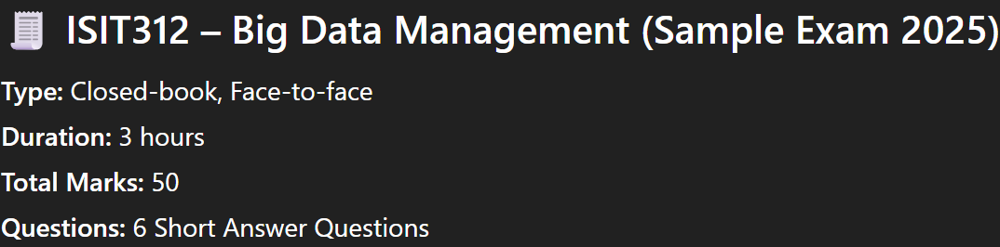 ISIT312 – Big Data Management (Sample Exam 2025)
Type: Closed-book, Face-to-face
Duration: 3 hours
Total Marks: 50
Questions: 6 Short Answer Questions